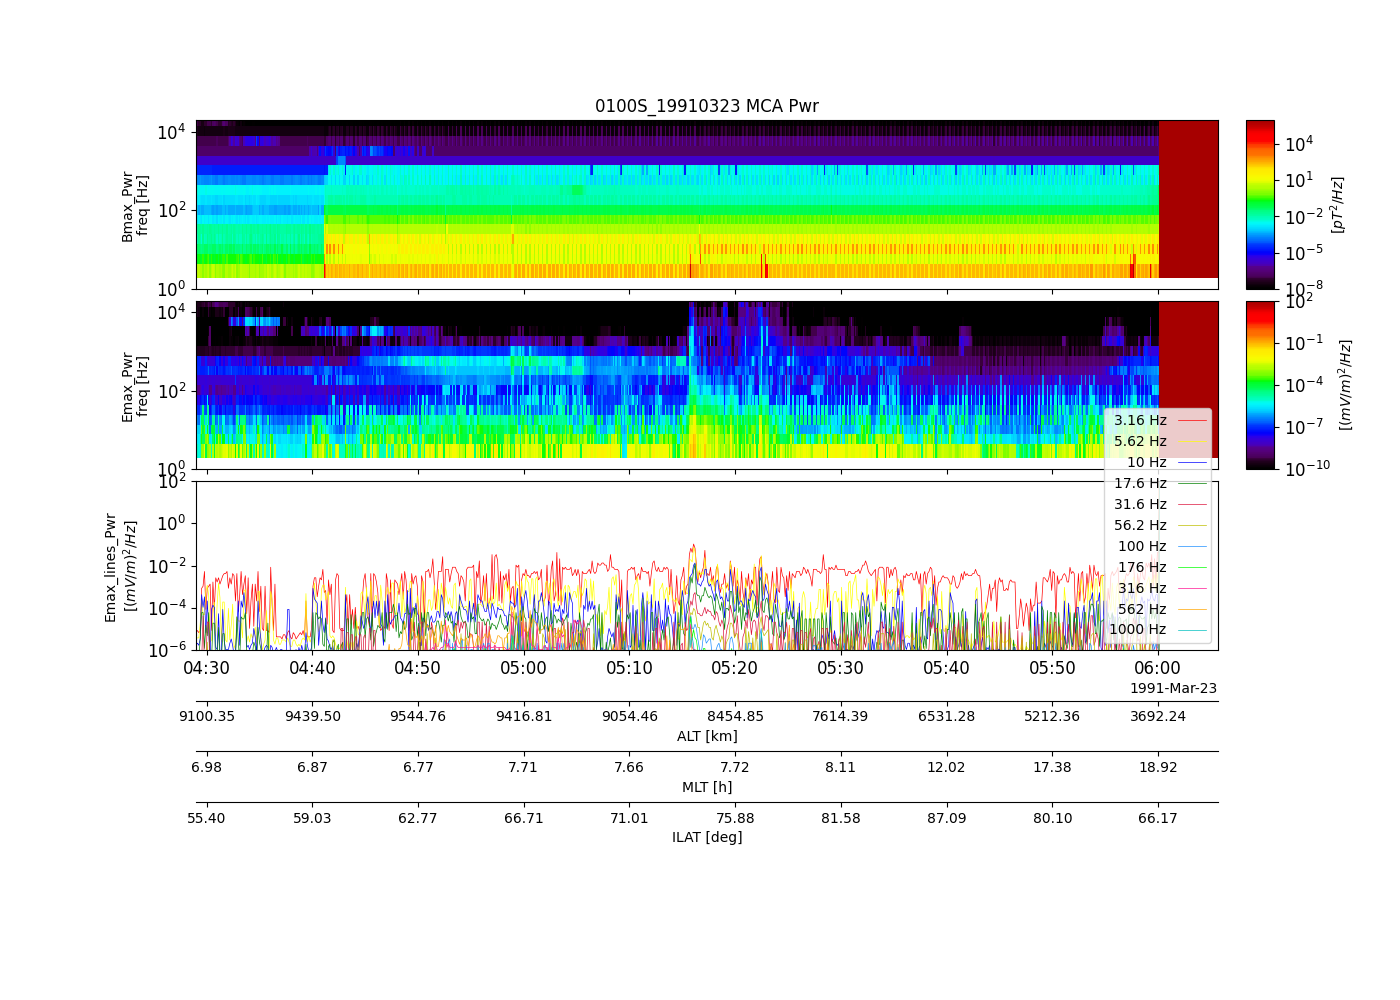 0100S_19910323 MCA Pwr
Bmax_Pwr
freq [Hz]
10^4
10^2
10^0
10^4
10^1
10^-2
10^-5
10^-8
[pT^2/Hz]
Emax_Pwr
freq [Hz]
10^4
10^2
10^0
10^2
10^-1
10^-4
10^-7
10^-10
[(mV/m)^2/Hz]
Emax_lines_Pwr
[(mV/m)^2/Hz]
10^2
10^0
10^-2
10^-4
10^-6
3.16 Hz
5.62 Hz
10 Hz
17.6 Hz
31.6 Hz
56.2 Hz
100 Hz
176 Hz
316 Hz
562 Hz
1000 Hz
04:30 04:40 04:50 05:00 05:10 05:20 05:30 05:40 05:50 06:00
1991-Mar-23
9100.35 9439.50 9544.76 9416.81 9054.46 8454.85 7614.39 6531.28 5212.36 3692.24
ALT [km]
6.98 6.87 6.77 7.71 7.66 7.72 8.11 12.02 17.38 18.92
MLT [h]
55.40 59.03 62.77 66.71 71.01 75.88 81.58 87.09 80.10 66.17
ILAT [deg]